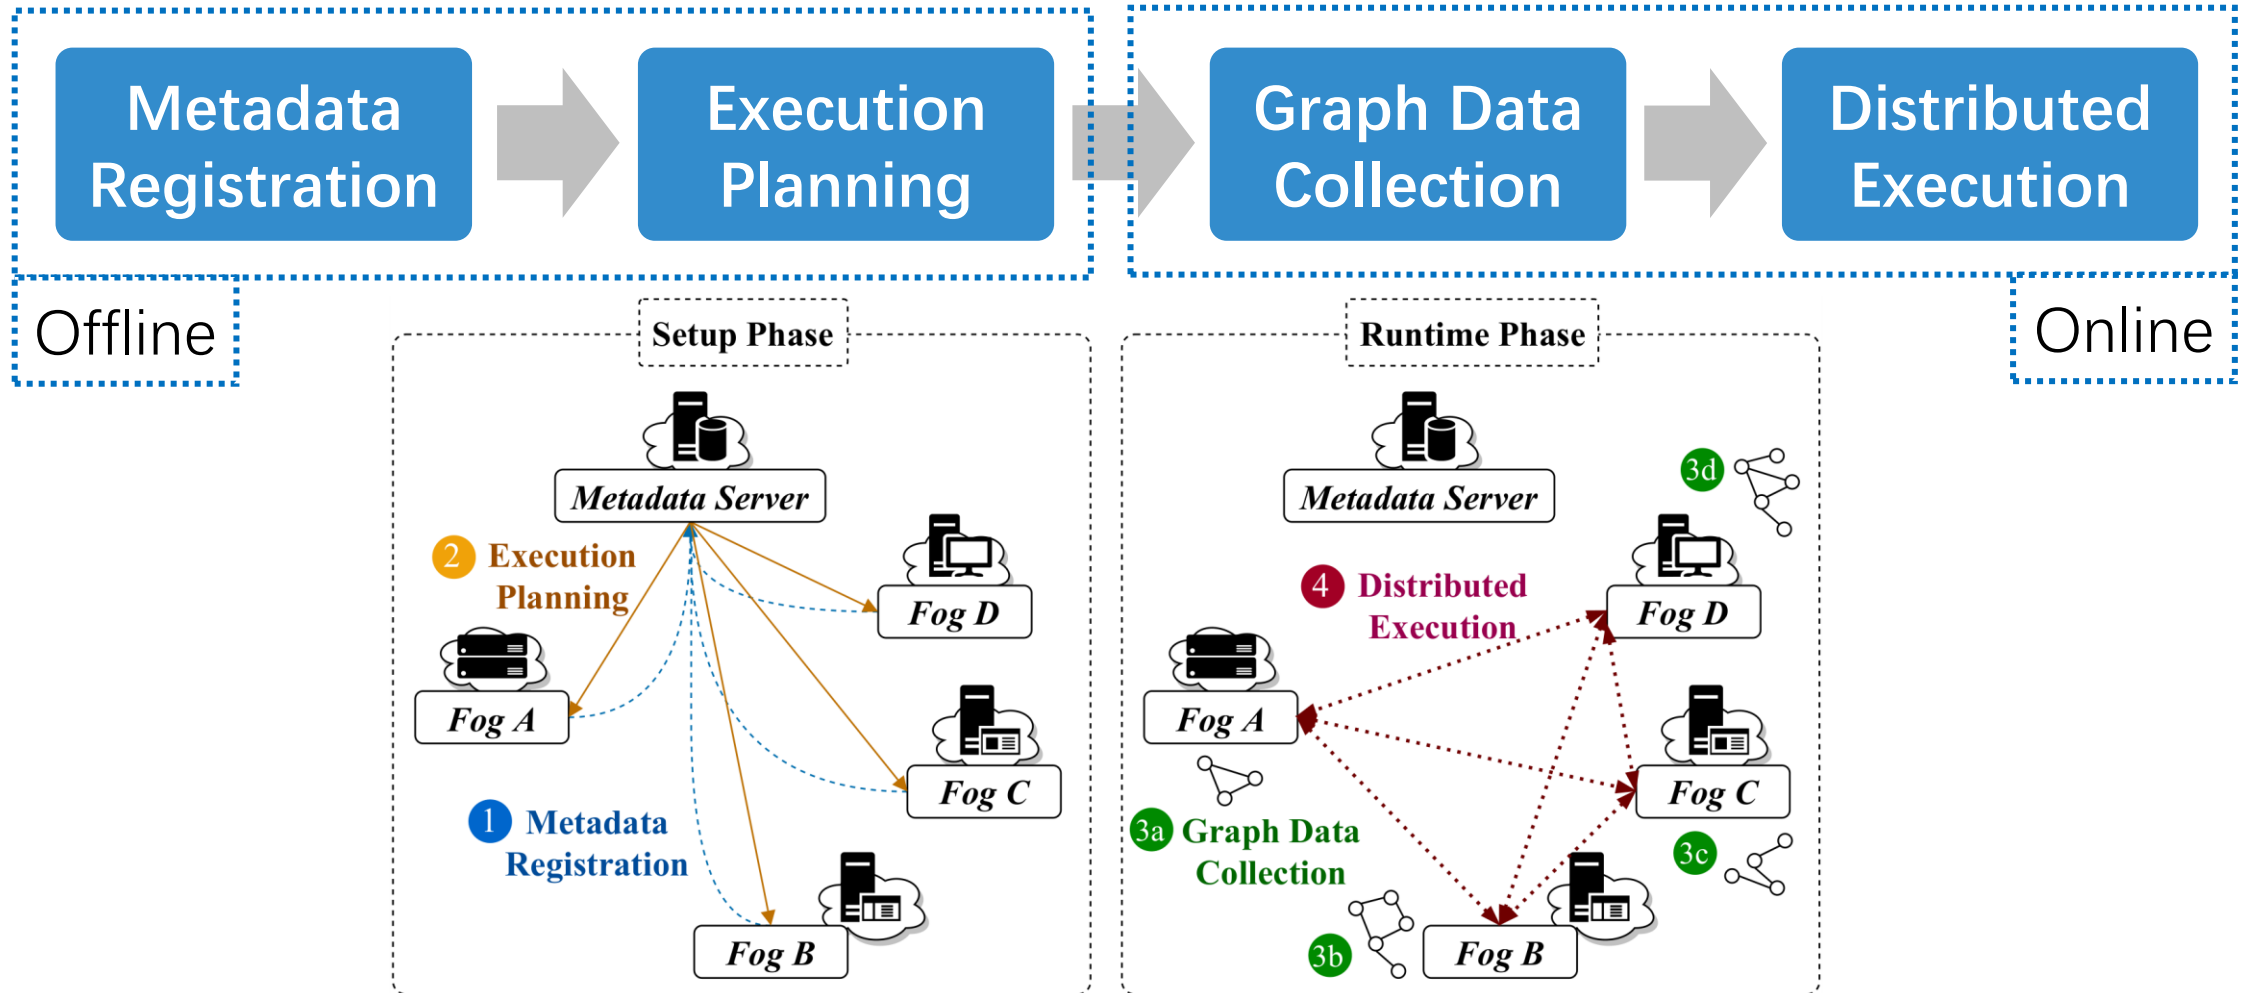 Metadata
Registration
Execution
Planning
Graph Data
Collection
Distributed
Execution
Offline
Online
Setup Phase
Metadata Server
2 Execution
Planning
Fog D
Fog A
Fog C
1 Metadata
Registration
Fog B
Runtime Phase
Metadata Server
3d
4 Distributed
Execution
Fog D
Fog A
Fog C
3a Graph Data
Collection
3c
3b
Fog B